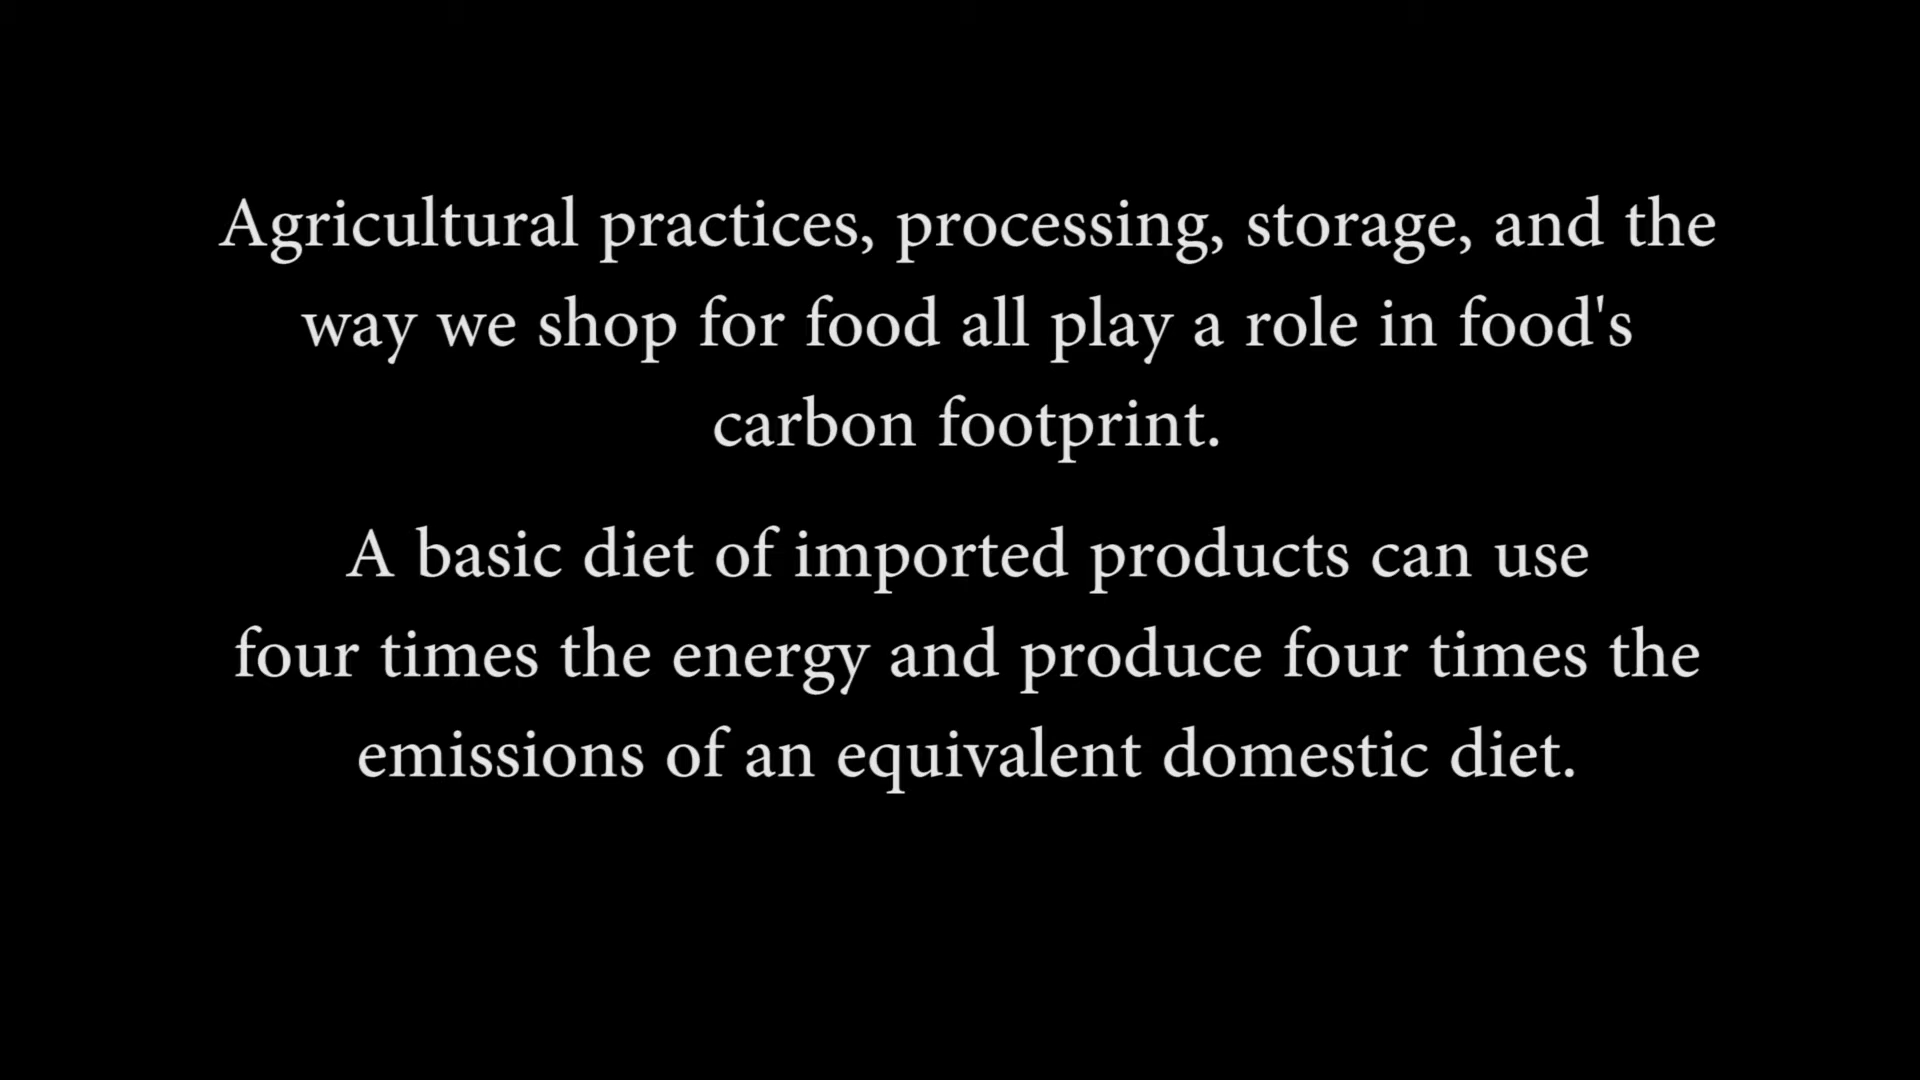 Agricultural practices, processing, storage, and the
way we shop for food all play a role in food's
carbon footprint.
A basic diet of imported products can use
four times the energy and produce four times the
emissions of an equivalent domestic diet.